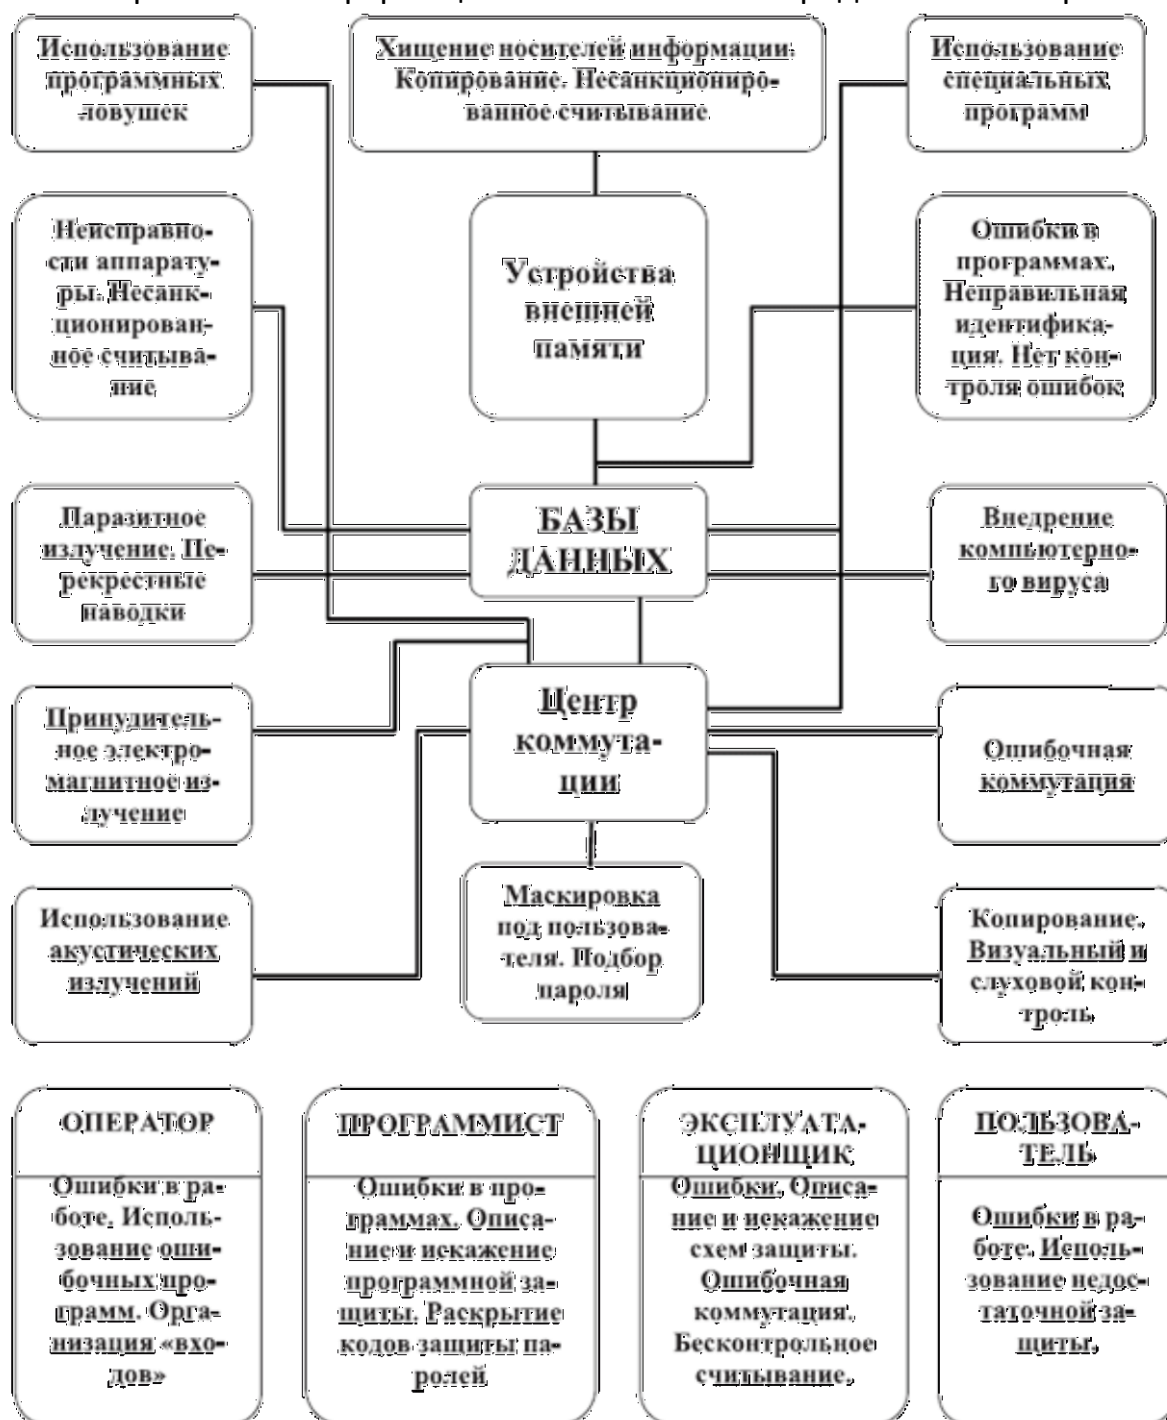 Использование
программных
ловушек
Хищение носителей информации.
Копирование. Несанкциониро-
ванное считывание
Использование
специальных
программ
Неисправно-
сти аппарату-
ры. Несанк-
ционирован-
ное считыва-
ние
Устройства
внешней
памяти
Ошибки в
программах.
Неправильная
идентифика-
ция. Нет кон-
троля ошибок
Паразитное
излучение. Пе-
рекрестные
наводки
БАЗЫ
ДАННЫХ
Внедрение
компьютерно-
го вируса
Принудитель-
ное электро-
магнитное из-
лучение
Центр
коммута-
ции
Ошибочная
коммутация
Использование
акустических
излучений
Маскировка
под пользова-
теля. Подбор
пароля
Копирование.
Визуальный и
слуховой кон-
троль
ОПЕРАТОР
Ошибки в ра-
боте. Исполь-
зование оши-
бочных про-
грамм. Орга-
низация «вхо-
дов»
ПРОГРАММИСТ
Ошибки в про-
граммах. Описа-
ние и искажение
программной за-
щиты. Раскрытие
кодов защиты па-
ролей
ЭКСПЛУАТА-
ЦИОНЩИК
Ошибки. Описа-
ние и искажение
схем защиты.
Ошибочная
коммутация.
Бесконтрольное
считывание.
ПОЛЬЗОВА-
ТЕЛЬ
Ошибки в ра-
боте. Исполь-
зование недос-
таточной за-
щиты.